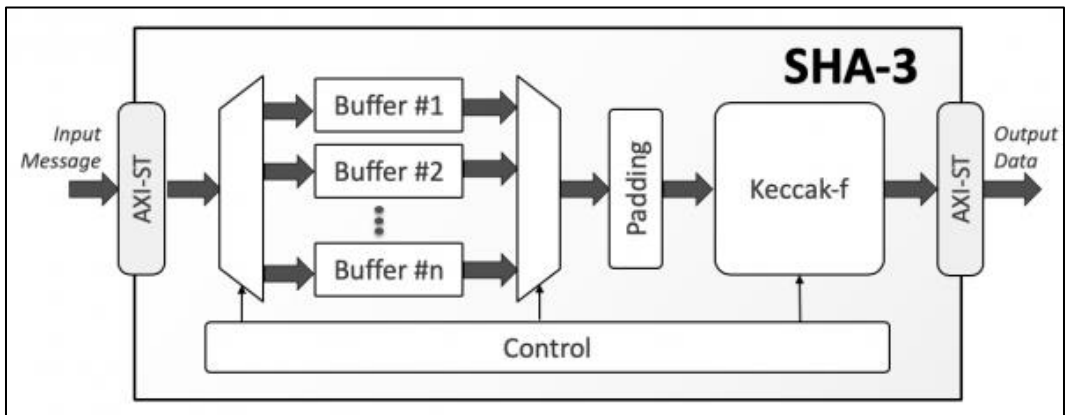 SHA-3
Input
Message
AXI-ST
Buffer #1
Buffer #2
Buffer #n
Padding
Keccak-f
AXI-ST
Output
Data
Control